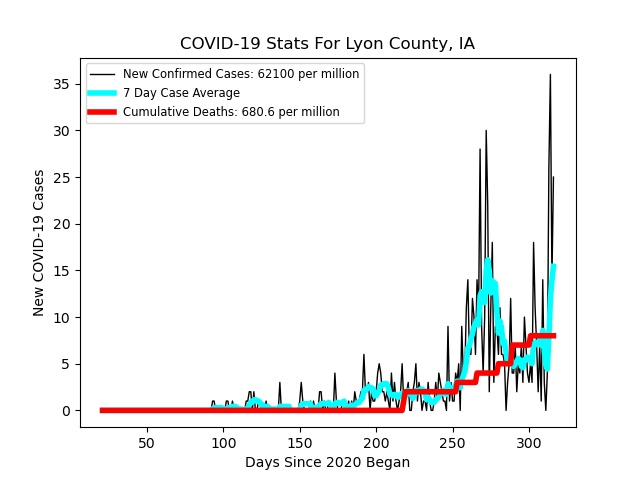 COVID-19 Stats For Lyon County, IA
New Confirmed Cases: 62100 per million
7 Day Case Average
Cumulative Deaths: 680.6 per million
New COVID-19 Cases
35
30
25
20
15
10
5
0
50 100 150 200 250 300
Days Since 2020 Began